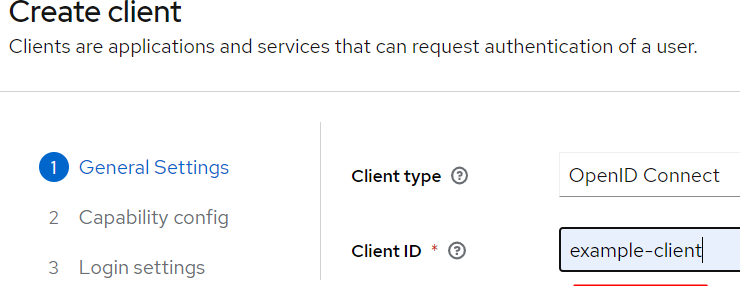 Create client
Clients are applications and services that can request authentication of a user.
1 General Settings
2 Capability config
3 Login settings
Client type ? OpenID Connect
Client ID * ? example-client